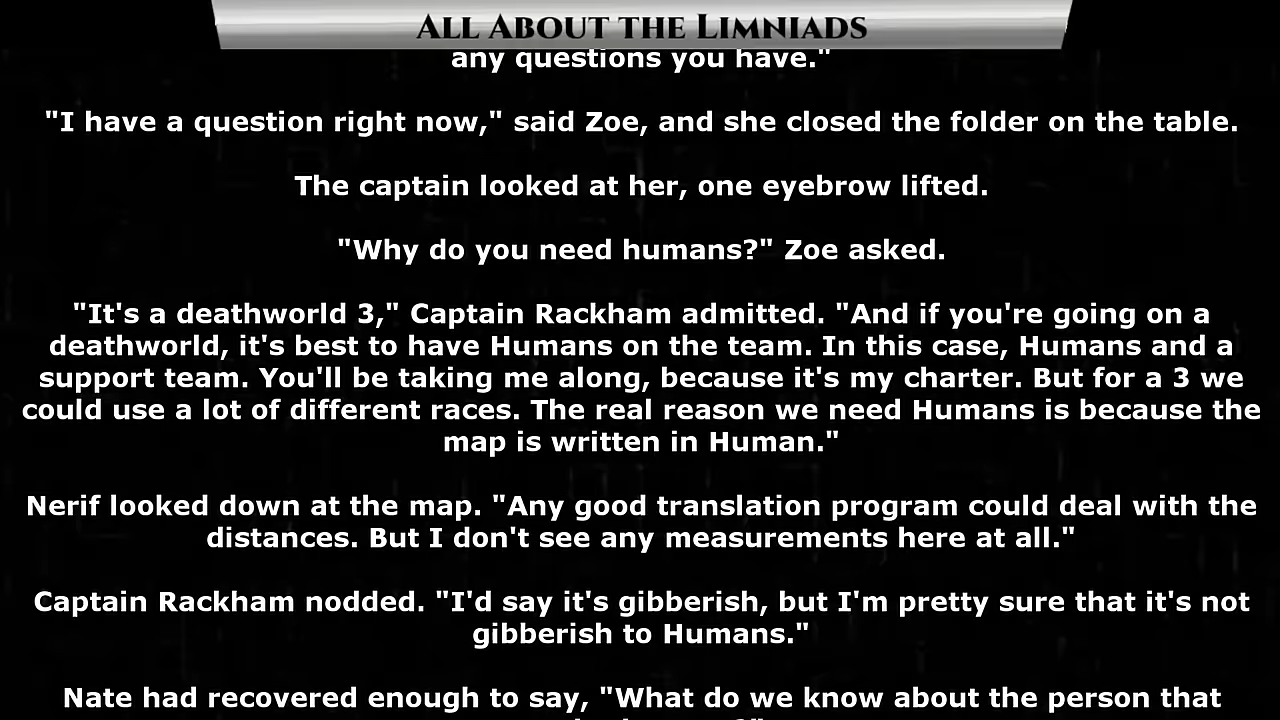 All About the Limniads
any questions you have."
"I have a question right now," said Zoe, and she closed the folder on the table.
The captain looked at her, one eyebrow lifted.
"Why do you need humans?" Zoe asked.
"It's a deathworld 3," Captain Rackham admitted. "And if you're going on a
deathworld, it's best to have Humans on the team. In this case, Humans and a
support team. You'll be taking me along, because it's my charter. But for a 3 we
could use a lot of different races. The real reason we need Humans is because the
map is written in Human."
Nerif looked down at the map. "Any good translation program could deal with the
distances. But I don't see any measurements here at all."
Captain Rackham nodded. "I'd say it's gibberish, but I'm pretty sure that it's not
gibberish to Humans."
Nate had recovered enough to say, "What do we know about the person that